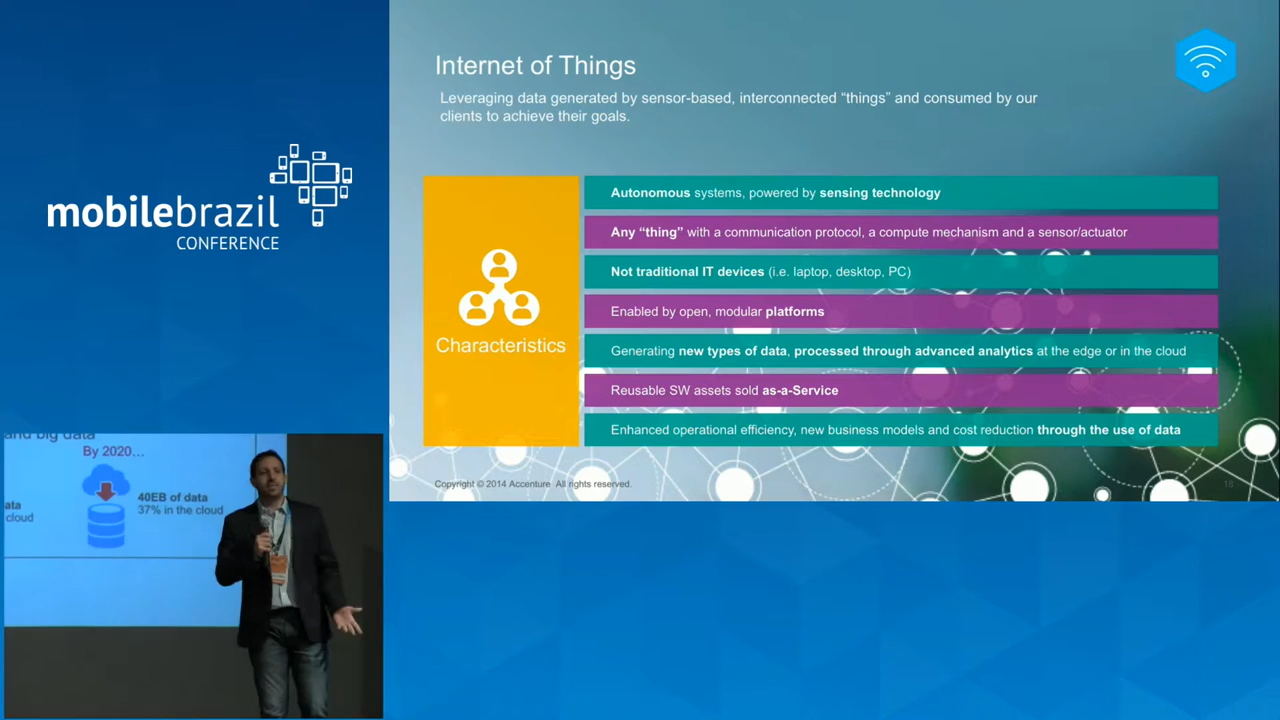 mobilebrazil
CONFERENCE
Internet of Things
Leveraging data generated by sensor-based, interconnected “things” and consumed by our
clients to achieve their goals.
Characteristics
Autonomous systems, powered by sensing technology
Any “thing” with a communication protocol, a compute mechanism and a sensor/actuator
Not traditional IT devices (i.e. laptop, desktop, PC)
Enabled by open, modular platforms
Generating new types of data, processed through advanced analytics at the edge or in the cloud
Reusable SW assets sold as-a-Service
Enhanced operational efficiency, new business models and cost reduction through the use of data
Copyright © 2014 Accenture All rights reserved.
18
and big data
By 2020…
40EB of data
37% in the cloud
cloud